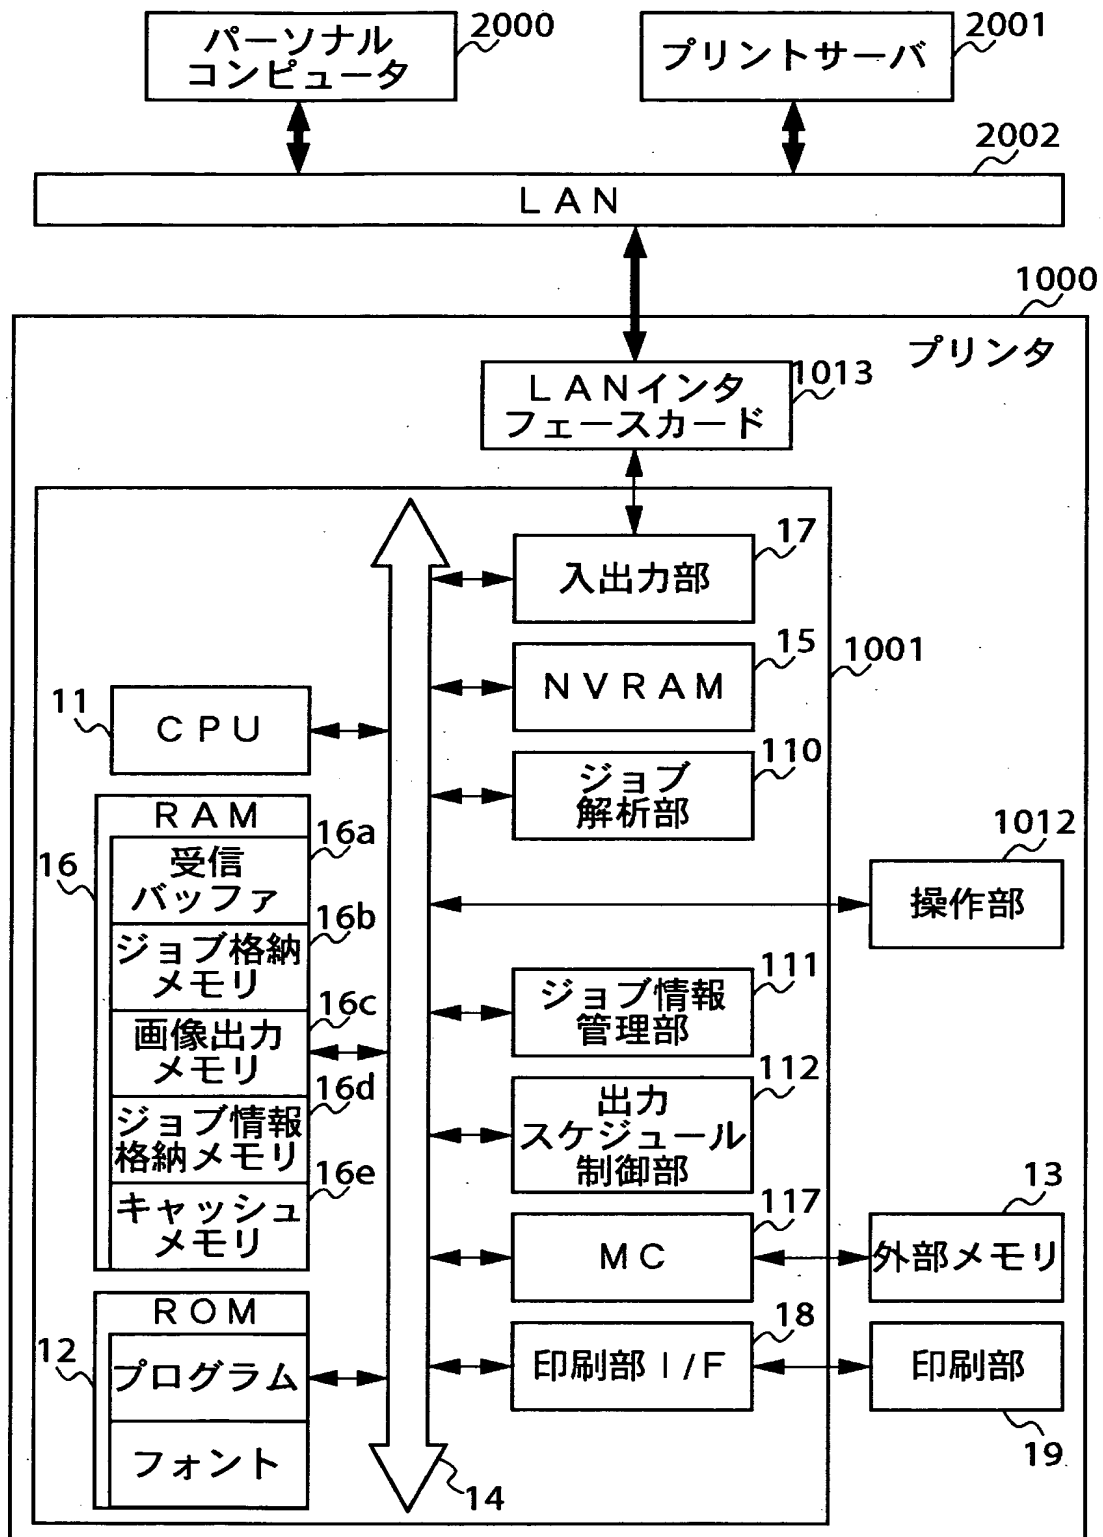 パーソナル
コンピュータ
2000
プリントサーバ
2001
2002
LAN
1000
プリンタ
LANインタ
フェースカード
1013
17
入出力部
15
NVRAM
1001
11
CPU
110
ジョブ
解析部
RAM
16
16a
受信
バッファ
16b
ジョブ格納
メモリ
16c
画像出力
メモリ
16d
ジョブ情報
格納メモリ
16e
キャッシュ
メモリ
1012
操作部
111
ジョブ情報
管理部
112
出力
スケジュール
制御部
117
MC
13
外部メモリ
ROM
12
プログラム
フォント
18
印刷部I/F
印刷部
19
14